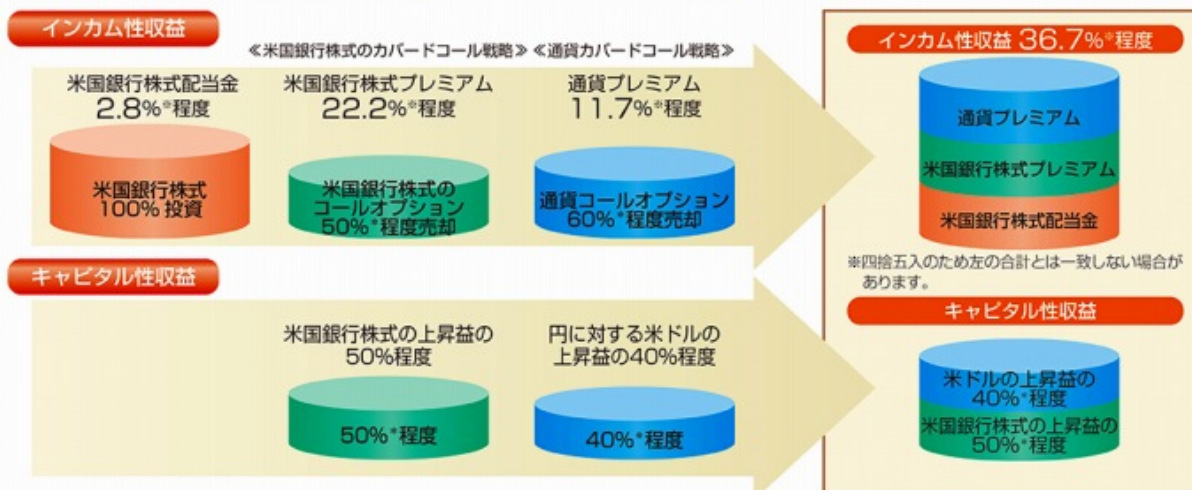 インカム性収益
≪米国銀行株式のカバードコール戦略≫
≪通貨カバードコール戦略≫
米国銀行株式配当金
2.8%※程度
米国銀行株式プレミアム
22.2%※程度
通貨プレミアム
11.7%※程度
米国銀行株式
100% 投資
米国銀行株式の
コールオプション
50%*程度売却
通貨コールオプション
60%*程度売却
インカム性収益 36.7%※程度
通貨プレミアム
米国銀行株式プレミアム
米国銀行株式配当金
※四捨五入のため左の合計とは一致しない場合が
あります。
キャピタル性収益
米国銀行株式の上昇益の
50%程度
円に対する米ドルの
上昇益の40%程度
50%*程度
40%*程度
キャピタル性収益
米ドルの上昇益の
40%*程度
米国銀行株式の上昇益の
50%*程度